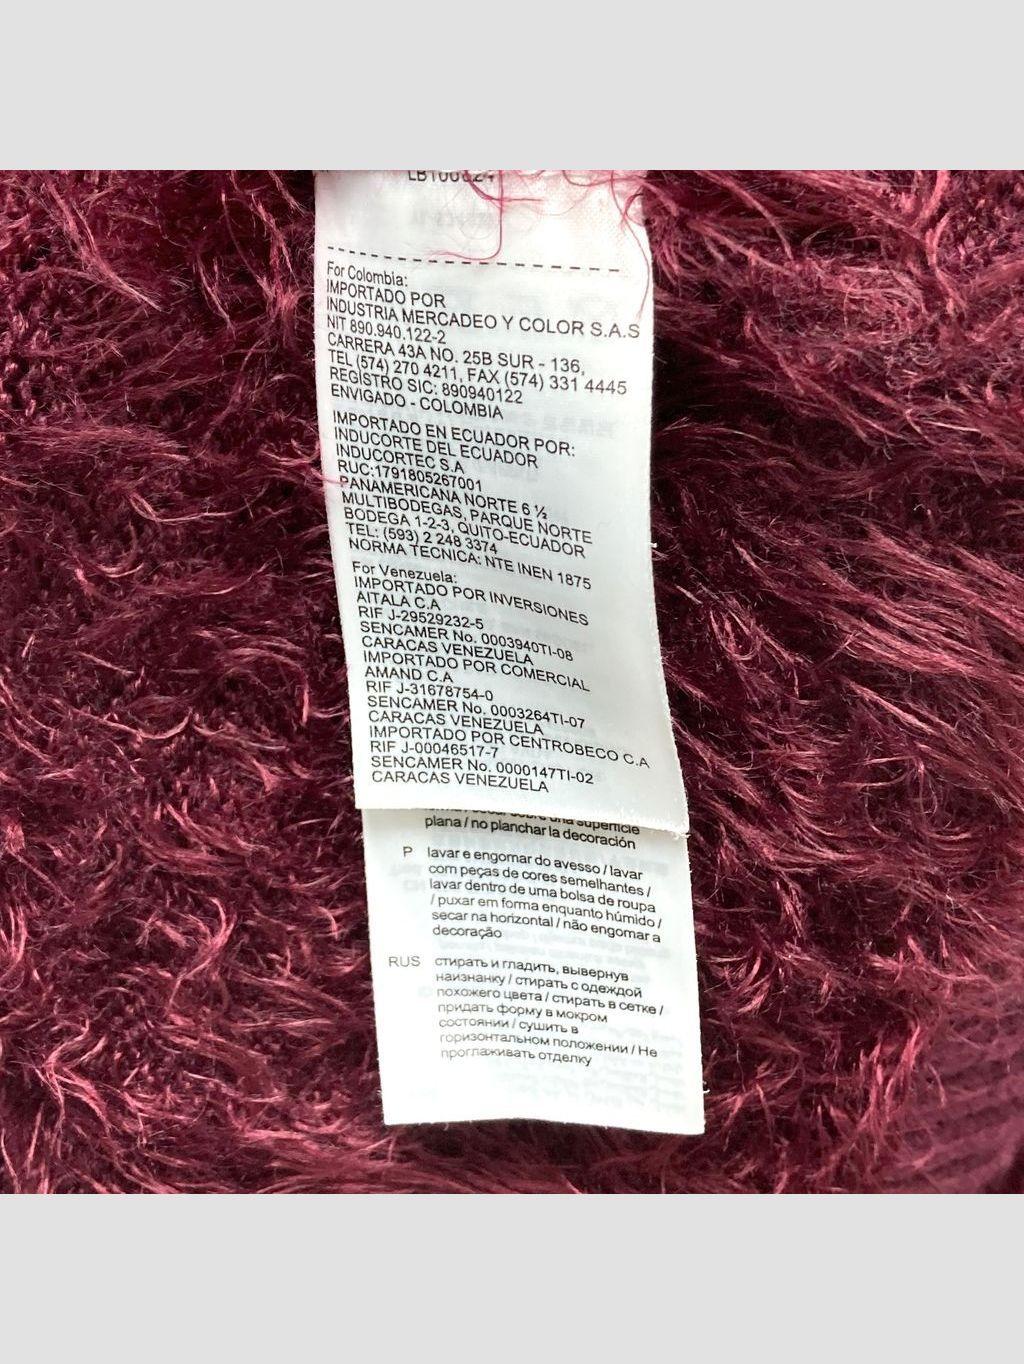 For Colombia:
IMPORTADO POR
INDUSTRIA MERCADEO Y COLOR S.A.S
NIT 890.940.122-2
CARRERA 43A NO. 25B SUR - 136,
TEL (574) 270 4211, FAX (574) 331 4445
REGISTRO SIC: 890940122
ENVIGADO - COLOMBIA
IMPORTADO EN ECUADOR POR:
INDUCORTE DEL ECUADOR
INDUCORTEC S.A
RUC:1791805267001
PANAMERICANA NORTE 6 ½
MULTIBODEGAS, PARQUE NORTE
BODEGA 1-2-3, QUITO-ECUADOR
TEL: (593) 2 248 3374
NORMA TECNICA: NTE INEN 1875
For Venezuela:
IMPORTADO POR INVERSIONES
AITALA C.A
RIF J-29529232-5
SENCAMER No. 0003940TI-08
CARACAS VENEZUELA
IMPORTADO POR COMERCIAL
AMAND C.A
RIF J-31678754-0
SENCAMER No. 0003264TI-07
CARACAS VENEZUELA
IMPORTADO POR CENTROBECO C.A
RIF J-00046517-7
SENCAMER No. 0000147TI-02
CARACAS VENEZUELA
sobre una superficie
plana / no planchar la decoración
P lavar e engomar do avesso / lavar
com peças de cores semelhantes /
lavar dentro de uma bolsa de roupa
/ puxar em forma enquanto húmido /
secar na horizontal / não engomar a
decoração
RUS стирать и гладить, вывернув
наизнанку / стирать с одеждой
похожего цвета / стирать в сетке /
придать форму в мокром
состоянии / сушить в
горизонтальном положении / Не
проглаживать отделку